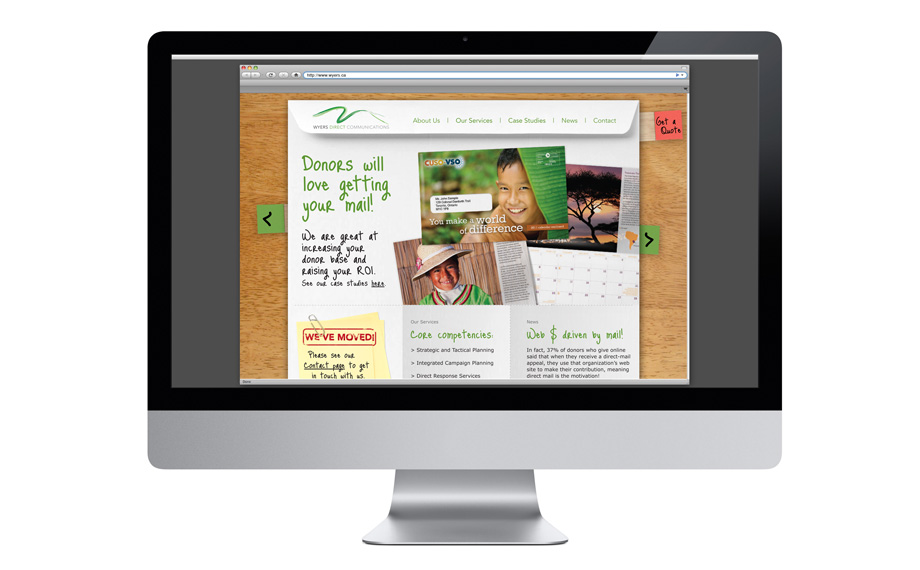 http://www.wyers.ca
WYERS DIRECT COMMUNICATIONS
About Us | Our Services | Case Studies | News | Contact
Get a
Quote
Donors will
love getting
your mail!
We are great at
increasing your
donor base and
raising your ROI.
See our case studies here.
CUSO VSO
Mr. John Sample
Toronto, Ontario
You make a world
of difference
WE'VE MOVED!
Please see our
Contact page to get
in touch with us.
Our Services
Core competencies:
> Strategic and Tactical Planning
> Integrated Campaign Planning
> Direct Response Services
News
Web $ driven by mail!
In fact, 37% of donors who give online
said that when they receive a direct-mail
appeal, they use that organization's web
site to make their contribution, meaning
direct mail is the motivation!